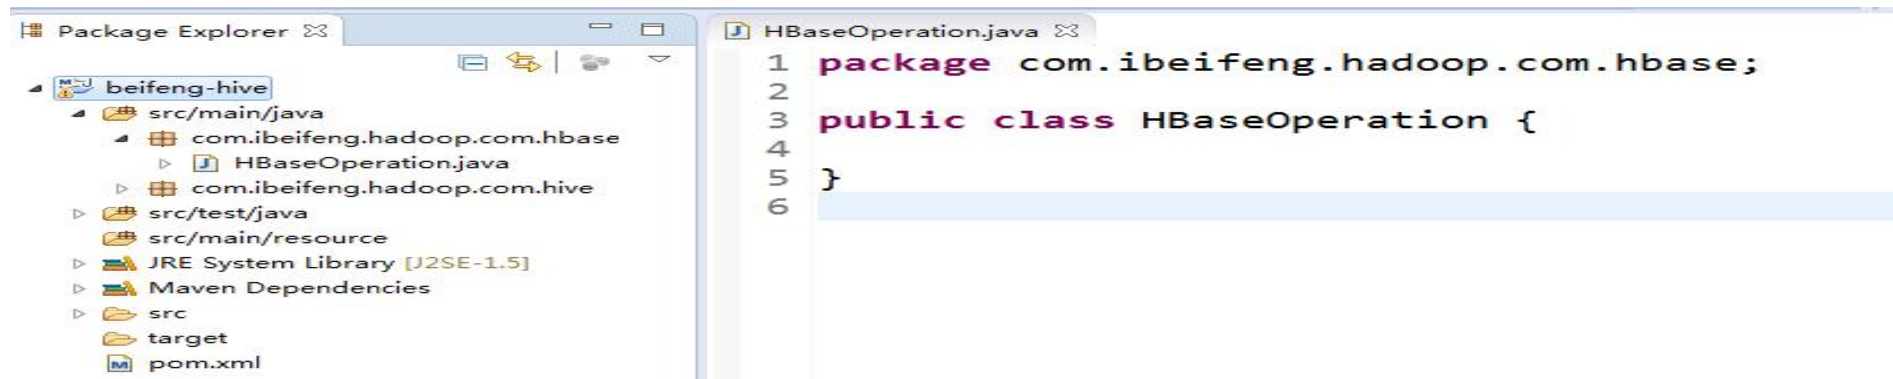 Package Explorer
beifeng-hive
src/main/java
com.ibeifeng.hadoop.com.hbase
HBaseOperation.java
com.ibeifeng.hadoop.com.hive
src/test/java
src/main/resource
JRE System Library [J2SE-1.5]
Maven Dependencies
src
target
pom.xml
HBaseOperation.java
1 package com.ibeifeng.hadoop.com.hbase;
2
3 public class HBaseOperation {
4
5 }
6